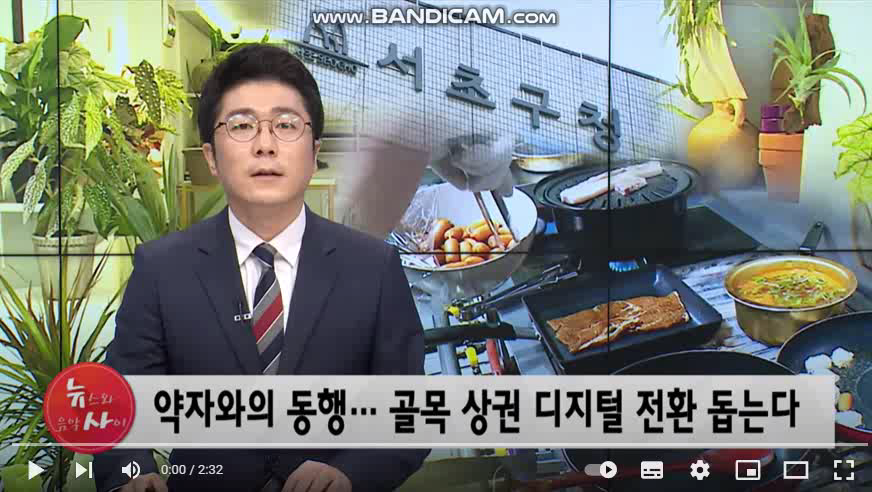 WWW.BANDICAM.COM
서초구청
뉴스와
음악 사이
약자와의 동행··· 골목 상권 디지털 전환 돕는다
0:00 / 2:32